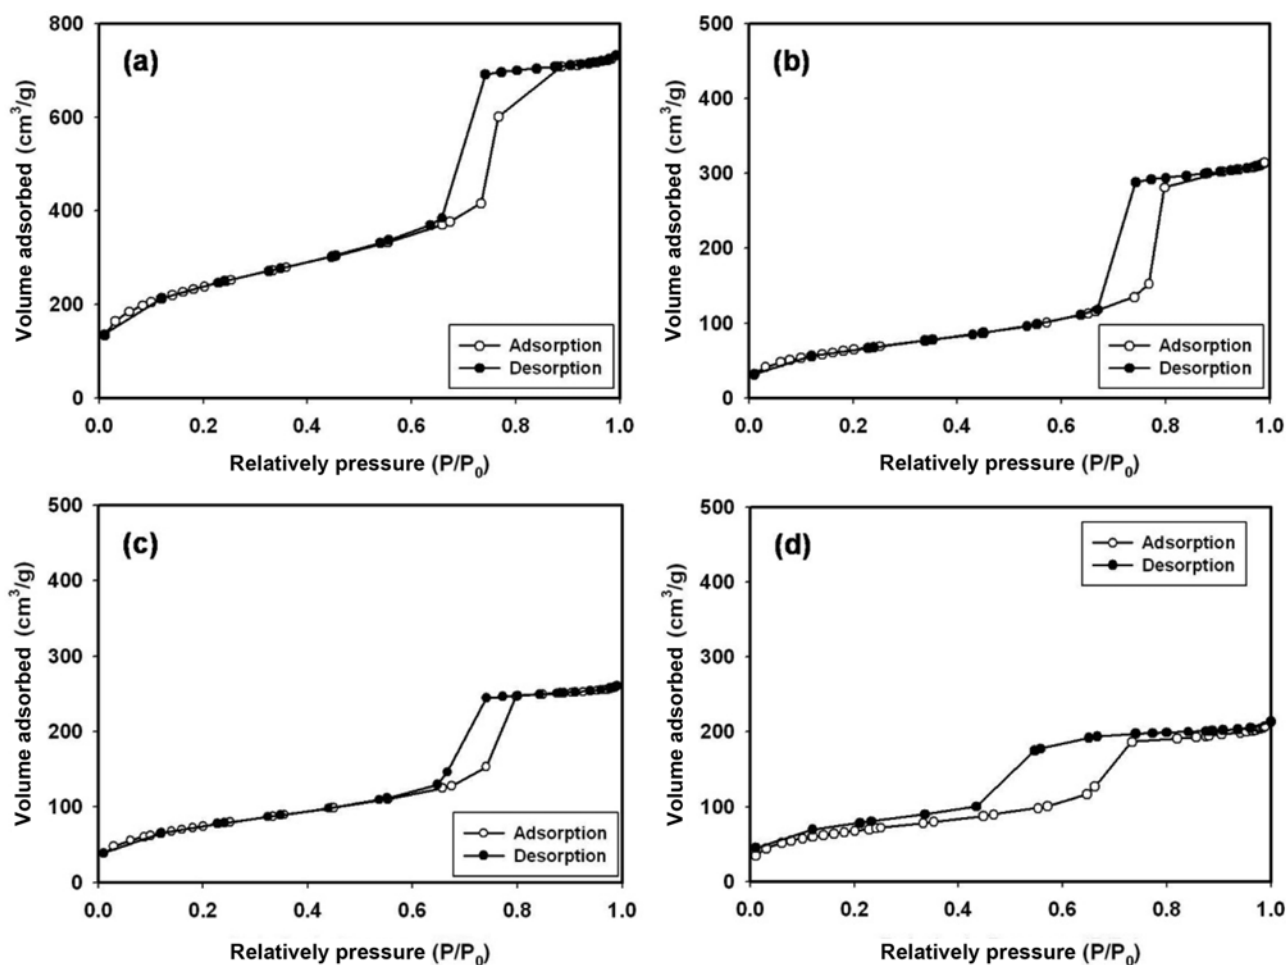 (a)
800
600
400
200
0
Volume adsorbed (cm³/g)
0.0 0.2 0.4 0.6 0.8 1.0
Relatively pressure (P/P₀)
Adsorption
Desorption
(b)
500
400
300
200
100
0
Volume adsorbed (cm³/g)
0.0 0.2 0.4 0.6 0.8 1.0
Relatively pressure (P/P₀)
Adsorption
Desorption
(c)
500
400
300
200
100
0
Volume adsorbed (cm³/g)
0.0 0.2 0.4 0.6 0.8 1.0
Relatively pressure (P/P₀)
Adsorption
Desorption
(d)
500
400
300
200
100
0
Volume adsorbed (cm³/g)
0.0 0.2 0.4 0.6 0.8 1.0
Relatively pressure (P/P₀)
Adsorption
Desorption